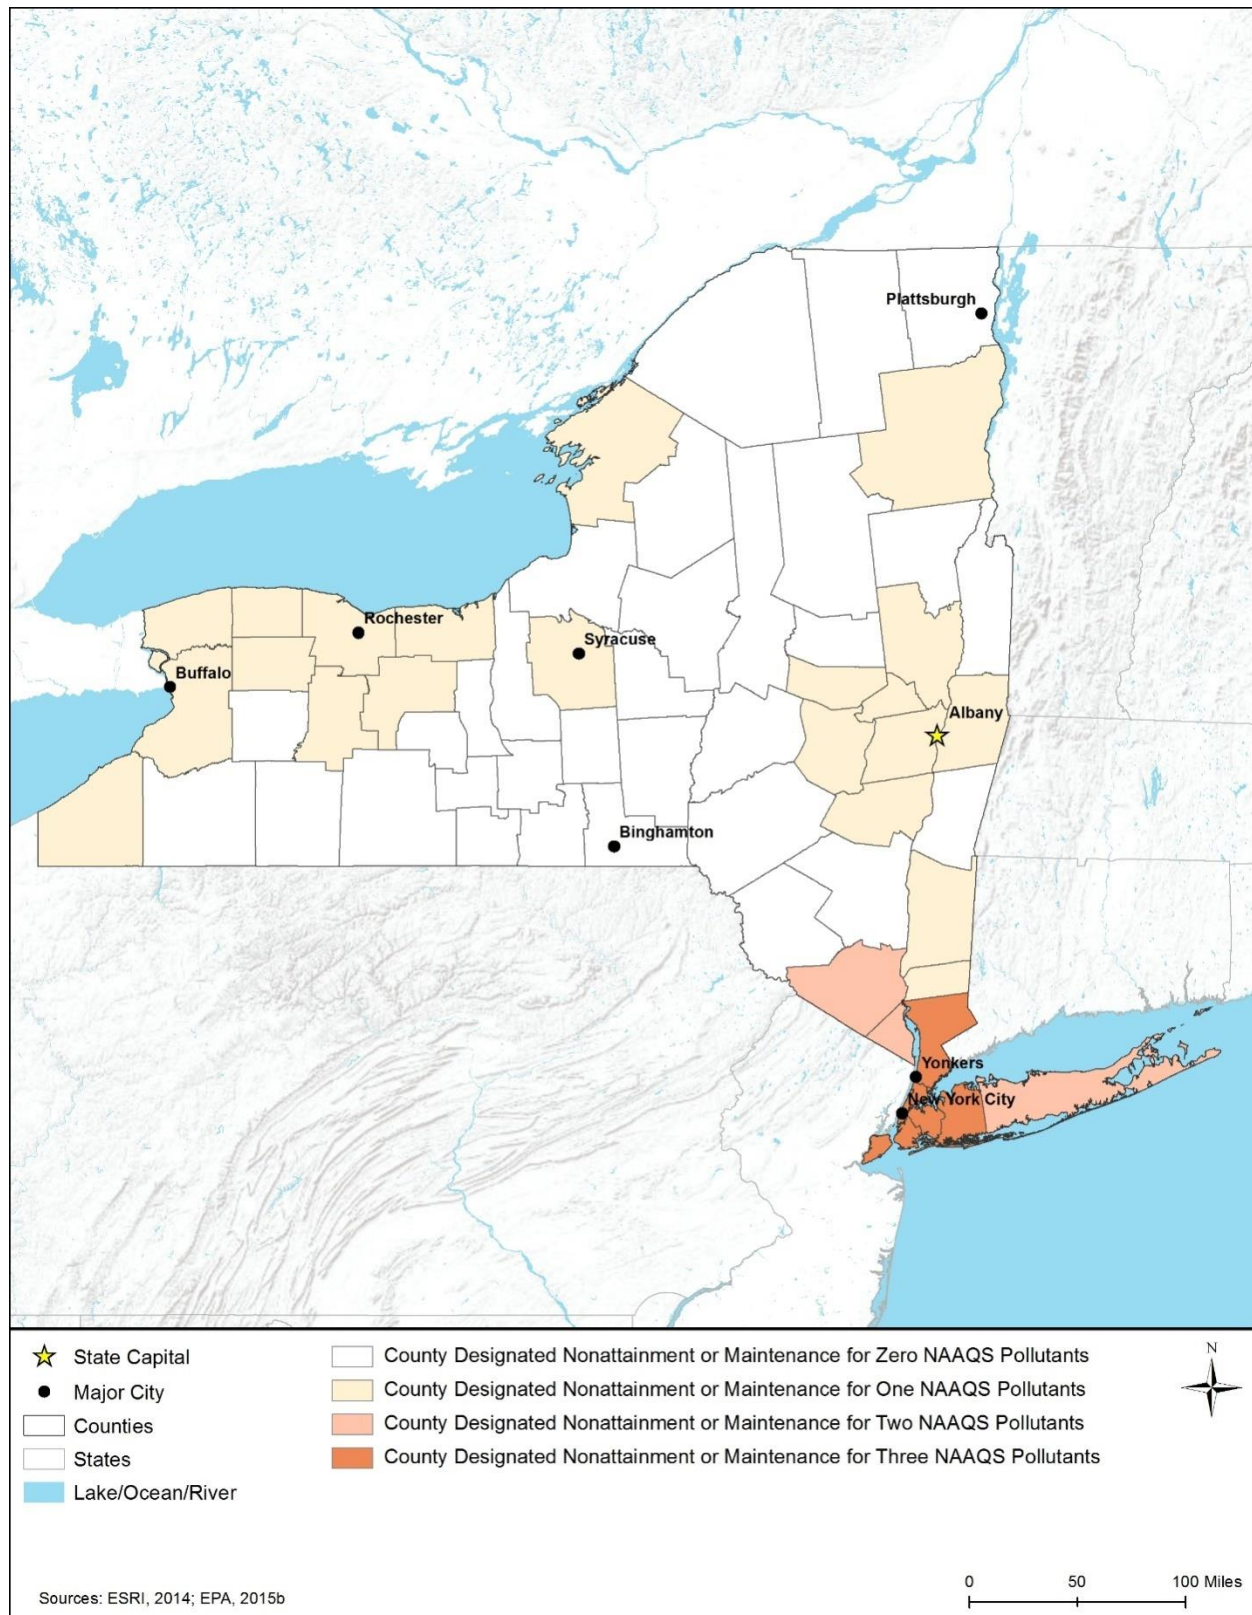 Plattsburgh
Rochester
Syracuse
Buffalo
Albany
Binghamton
Yonkers
New York City
State Capital
Major City
Counties
States
Lake/Ocean/River
County Designated Nonattainment or Maintenance for Zero NAAQS Pollutants
County Designated Nonattainment or Maintenance for One NAAQS Pollutants
County Designated Nonattainment or Maintenance for Two NAAQS Pollutants
County Designated Nonattainment or Maintenance for Three NAAQS Pollutants
N
Sources: ESRI, 2014; EPA, 2015b
0 50 100 Miles